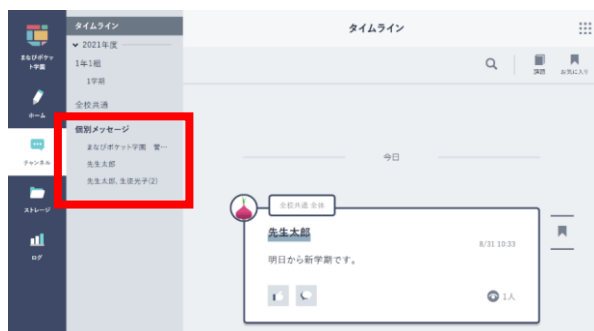 まなびポケッ
ト学園
ホーム
チャンネル
ストレージ
ログ
タイムライン
2021年度
1年1組
1学期
全校共通
個別メッセージ
まなびポケット学園 管…
先生太郎
先生太郎、生徒光子(2)
タイムライン
課題
お気に入り
今日
全校共通 全体
先生太郎
8/31 10:33
明日から新学期です。
1人